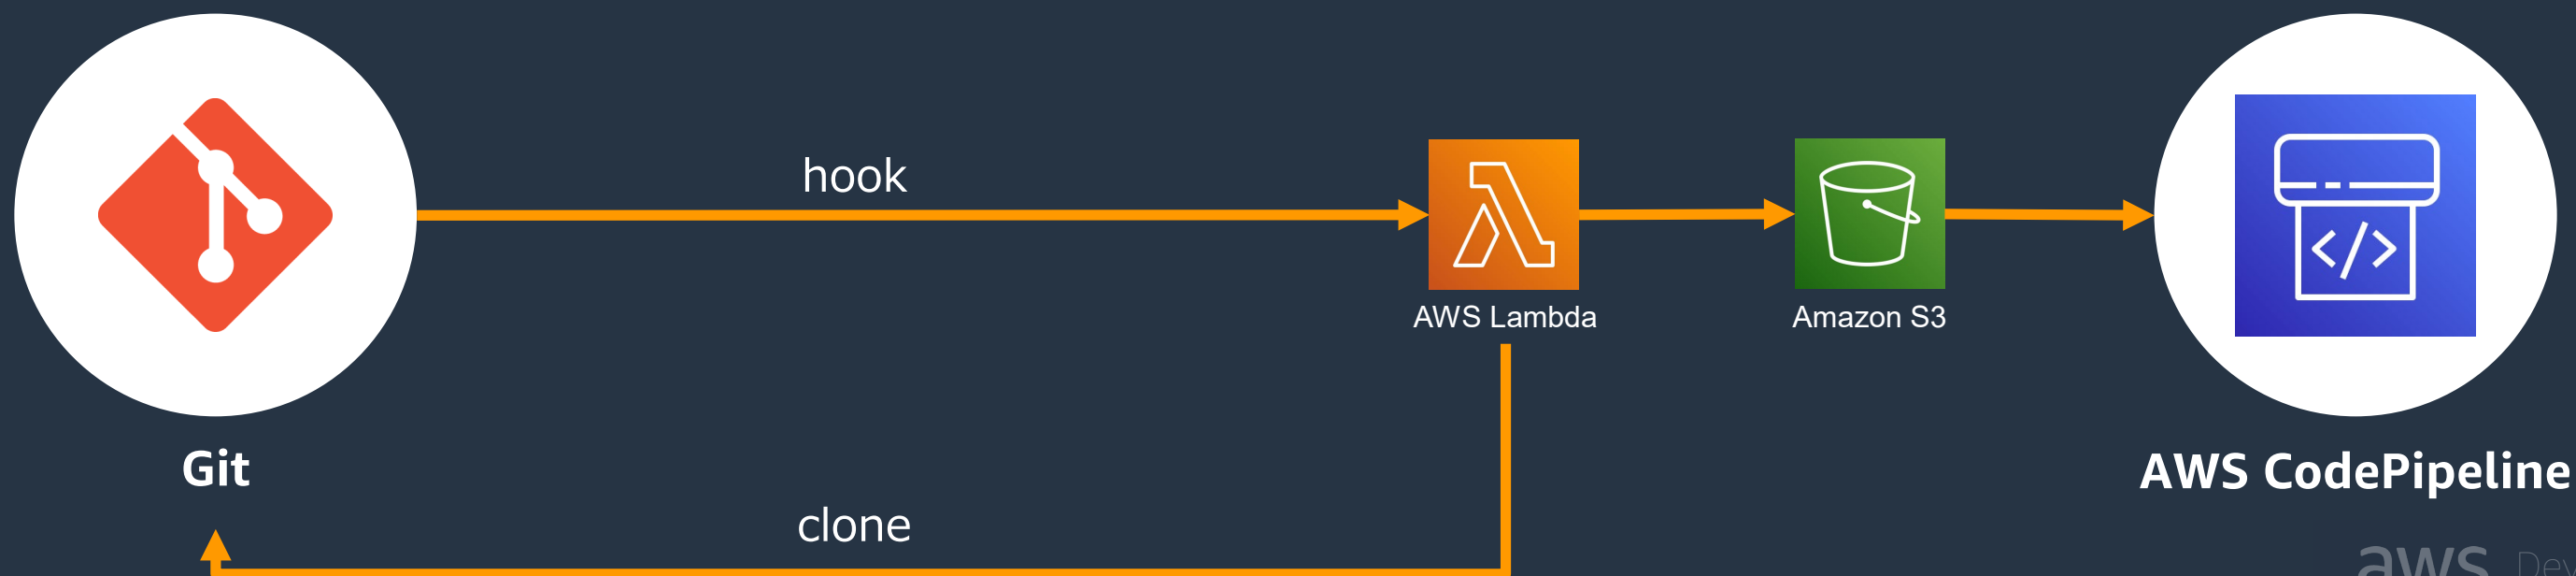 hook
AWS Lambda
Amazon S3
Git
AWS CodePipeline
clone
aws